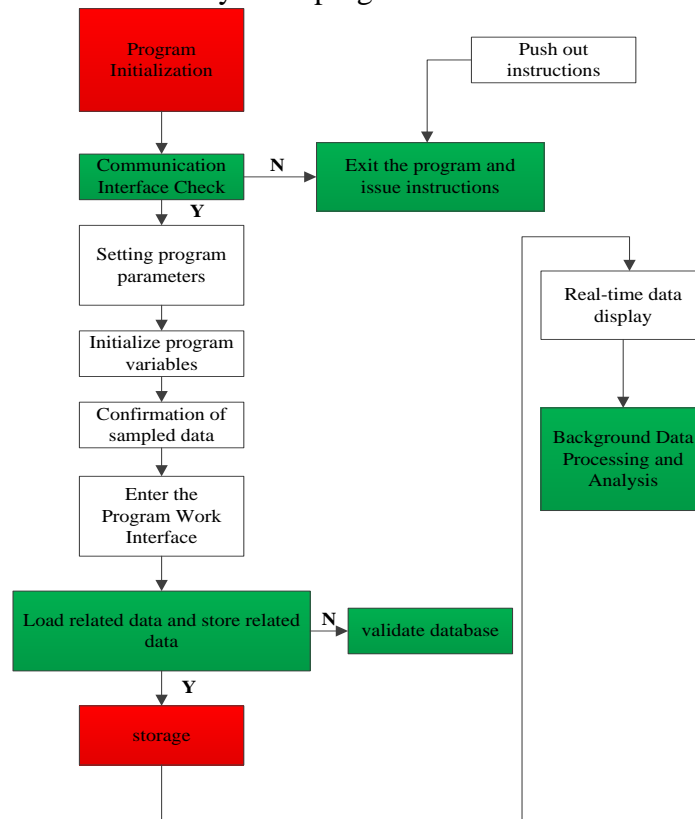 Program
Initialization
Push out
instructions
Communication
Interface Check
N
Exit the program and
issue instructions
Y
Setting program
parameters
Real-time data
display
Initialize program
variables
Confirmation of
sampled data
Background Data
Processing and
Analysis
Enter the
Program Work
Interface
Load related data and store related
data
N
validate database
Y
storage